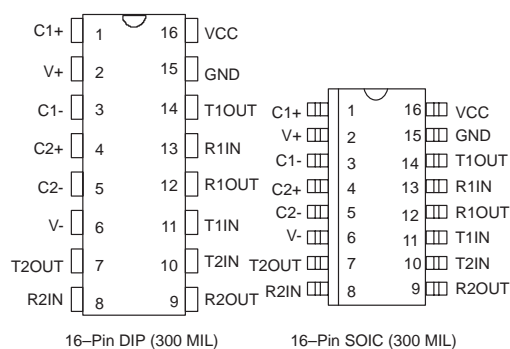 C1+ 1 16 VCC
V+ 2 15 GND
C1- 3 14 T1OUT
C2+ 4 13 R1IN
C2- 5 12 R1OUT
V- 6 11 T1IN
T2OUT 7 10 T2IN
R2IN 8 9 R2OUT
16–Pin DIP (300 MIL)
C1+ 1 16 VCC
V+ 2 15 GND
C1- 3 14 T1OUT
C2+ 4 13 R1IN
C2- 5 12 R1OUT
V- 6 11 T1IN
T2OUT 7 10 T2IN
R2IN 8 9 R2OUT
16–Pin SOIC (300 MIL)